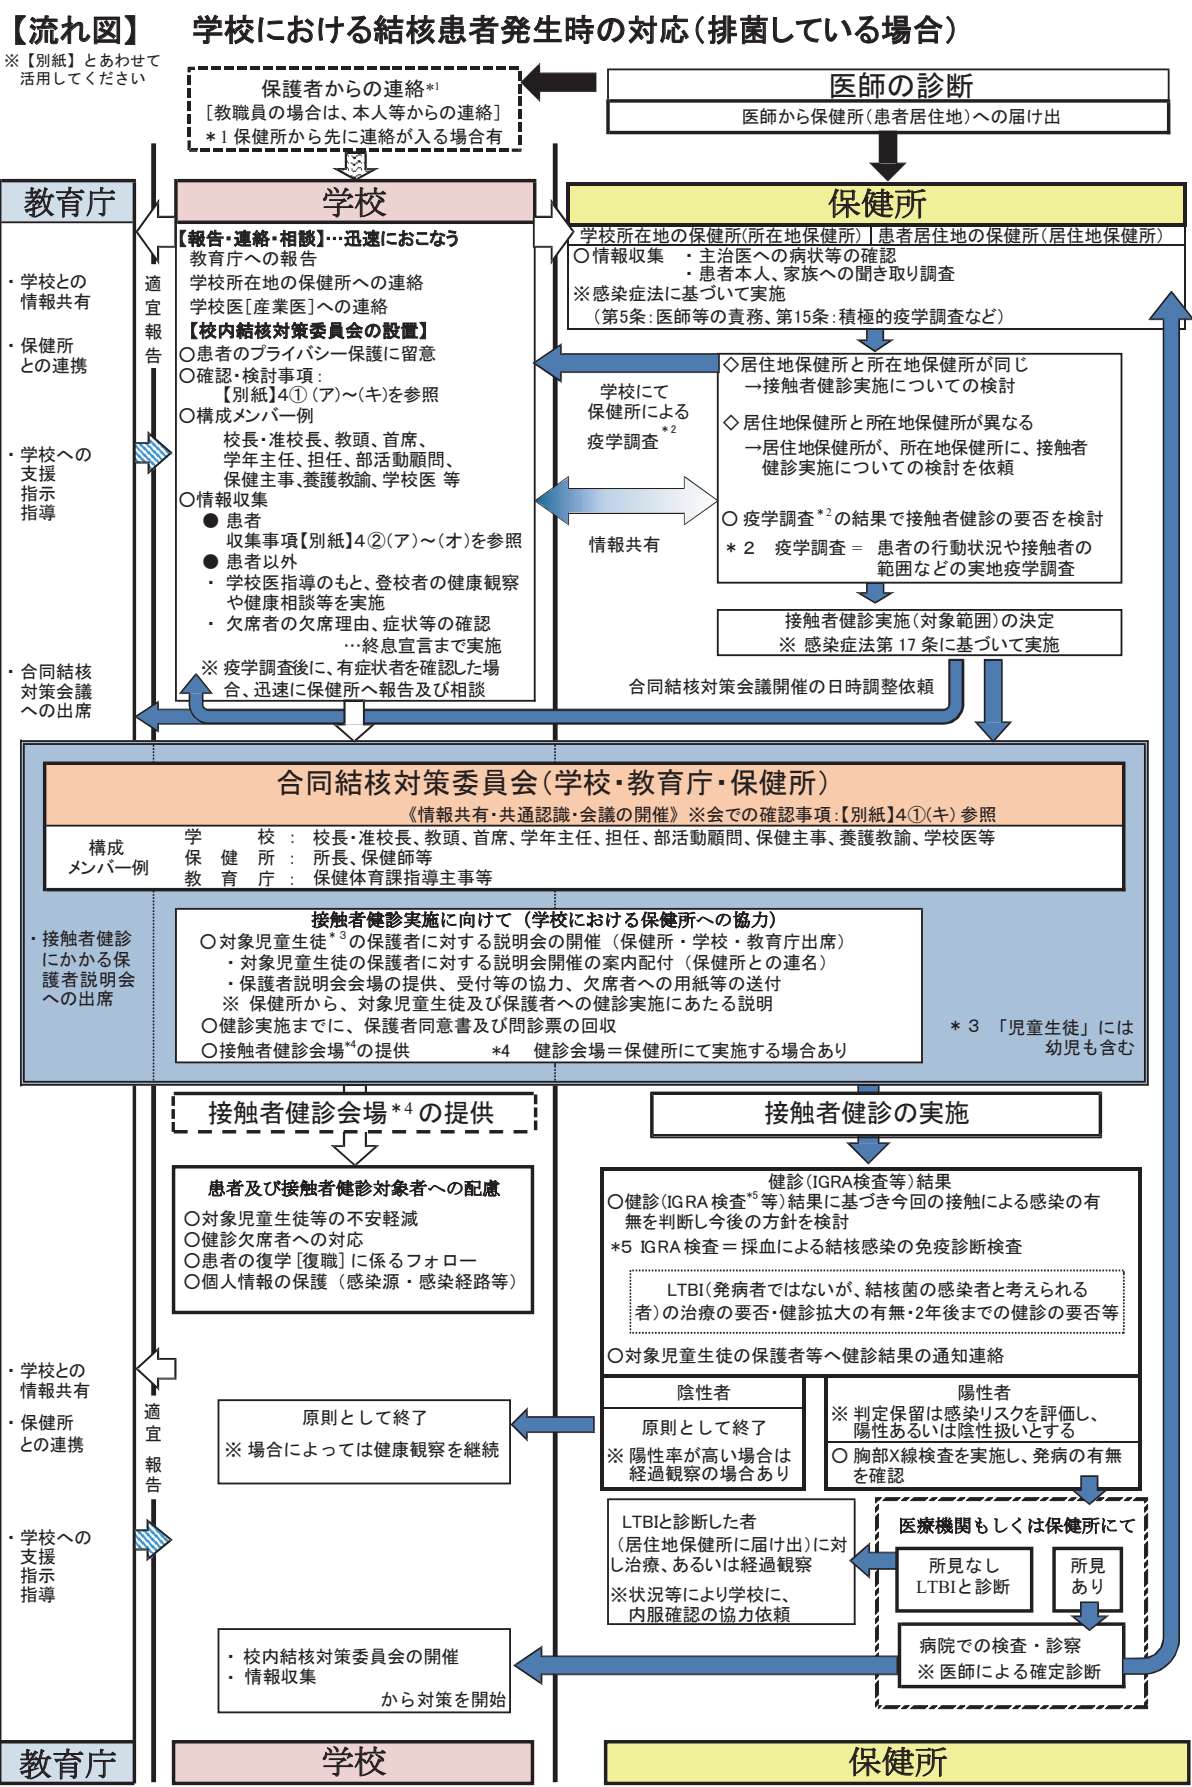 【流れ図】　学校における結核患者発生時の対応（排菌している場合）
※【別紙】とあわせて
活用してください
保護者からの連絡*1
[教職員の場合は、本人等からの連絡]
＊1 保健所から先に連絡が入る場合有
医師の診断
医師から保健所（患者居住地）への届け出
教育庁
学校
保健所
・学校との
情報共有
・保健所
との連携
・学校への
支援
指示
指導
・合同結核
対策会議
への出席
適宜報告
【報告・連絡・相談】…迅速におこなう
教育庁への報告
学校所在地の保健所への連絡
学校医[産業医]への連絡
【校内結核対策委員会の設置】
○患者のプライバシー保護に留意
○確認・検討事項：
【別紙】4①（ア）～（キ）を参照
○構成メンバー例
校長・准校長、教頭、首席、
学年主任、担任、部活動顧問、
保健主事、養護教諭、学校医 等
○情報収集
● 患者
収集事項【別紙】4②（ア）～（オ）を参照
● 患者以外
・ 学校医指導のもと、登校者の健康観察
や健康相談等を実施
・ 欠席者の欠席理由、症状等の確認
…終息宣言まで実施
※ 疫学調査後に、有症状者を確認した場
合、迅速に保健所へ報告及び相談
学校所在地の保健所（所在地保健所）
患者居住地の保健所（居住地保健所）
○情報収集　・主治医への病状等の確認
・患者本人、家族への聞き取り調査
※感染症法に基づいて実施
（第5条：医師等の責務、第15条：積極的疫学調査など）
学校にて
保健所による
疫学調査*2
情報共有
◇居住地保健所と所在地保健所が同じ
→接触者健診実施についての検討
◇居住地保健所と所在地保健所が異なる
→居住地保健所が、所在地保健所に、接触者
健診実施についての検討を依頼
○ 疫学調査*2の結果で接触者健診の要否を検討
＊2　疫学調査＝　患者の行動状況や接触者の
範囲などの実地疫学調査
接触者健診実施（対象範囲）の決定
※ 感染症法第17条に基づいて実施
合同結核対策会議開催の日時調整依頼
合同結核対策委員会（学校・教育庁・保健所）
《情報共有・共通認識・会議の開催》 ※会での確認事項：【別紙】4①（キ）参照
構成
メンバー例
学校：校長・准校長、教頭、首席、学年主任、担任、部活動顧問、保健主事、養護教諭、学校医等
保健所：所長、保健師等
教育庁：保健体育課指導主事等
・接触者健診
にかかる保
護者説明会
への出席
接触者健診実施に向けて（学校における保健所への協力）
○対象児童生徒*3の保護者に対する説明会の開催（保健所・学校・教育庁出席）
・対象児童生徒の保護者に対する説明会開催の案内配付（保健所との連名）
・保護者説明会会場の提供、受付等の協力、欠席者への用紙等の送付
※ 保健所から、対象児童生徒及び保護者への健診実施にあたる説明
○健診実施までに、保護者同意書及び問診票の回収
○接触者健診会場*4の提供　　*4　健診会場＝保健所にて実施する場合あり
＊3　「児童生徒」には
幼児も含む
接触者健診会場*4の提供
接触者健診の実施
患者及び接触者健診対象者への配慮
○対象児童生徒等の不安軽減
○健診欠席者への対応
○患者の復学[復職]に係るフォロー
○個人情報の保護（感染源・感染経路等）
健診（IGRA検査等）結果
○健診（IGRA検査*5等）結果に基づき今回の接触による感染の有
無を判断し今後の方針を検討
*5 IGRA検査＝採血による結核感染の免疫診断検査
LTBI（発病者ではないが、結核菌の感染者と考えられる
者）の治療の要否・健診拡大の有無・2年後までの健診の要否等
○対象児童生徒の保護者等へ健診結果の通知連絡
・学校との
情報共有
・保健所
との連携
・学校への
支援
指示
指導
適宜報告
原則として終了
※ 場合によっては健康観察を継続
陰性者
原則として終了
※ 陽性率が高い場合は
経過観察の場合あり
陽性者
※ 判定保留は感染リスクを評価し、
陽性あるいは陰性扱いとする
○ 胸部X線検査を実施し、発病の有無
を確認
LTBIと診断した者
（居住地保健所に届け出）に対
し治療、あるいは経過観察
※状況等により学校に、
内服確認の協力依頼
医療機関もしくは保健所にて
所見なし
LTBIと診断
所見
あり
病院での検査・診察
※ 医師による確定診断
・ 校内結核対策委員会の開催
・ 情報収集
から対策を開始
教育庁
学校
保健所